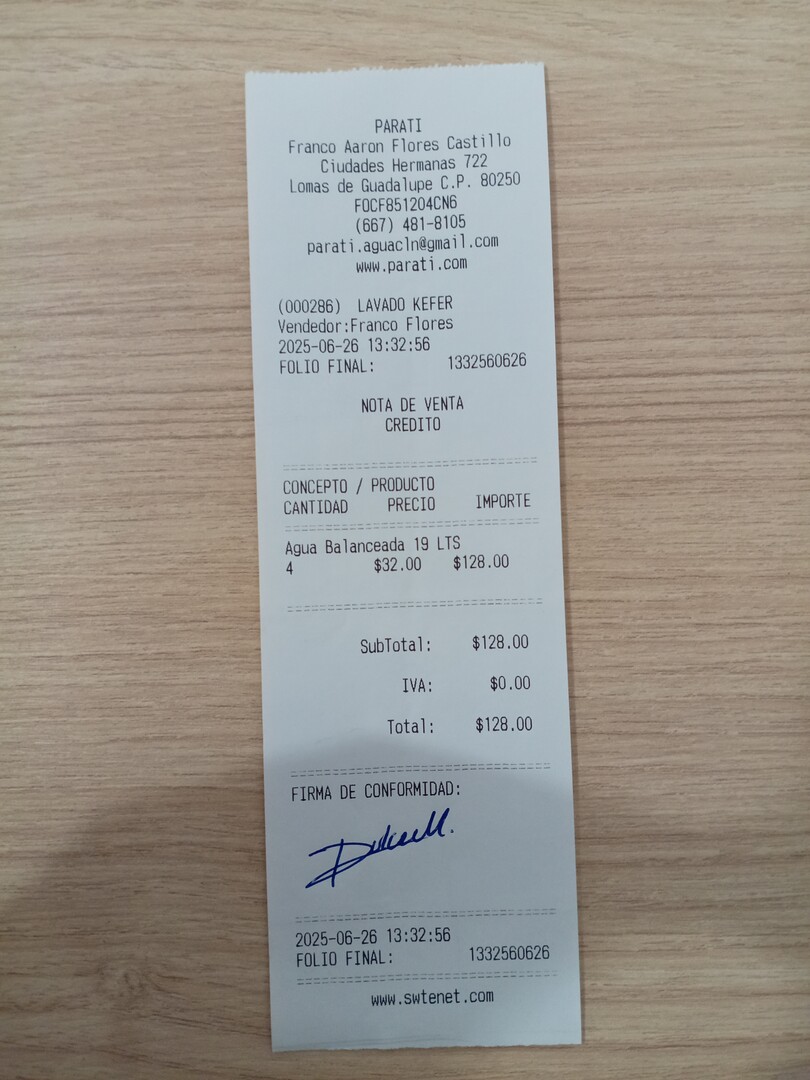 PARATI
Franco Aaron Flores Castillo
Ciudades Hermanas 722
Lomas de Guadalupe C.P. 80250
FOCF851204CN6
(667) 481-8105
parati.aguacln@gmail.com
www.parati.com
(000286) LAVADO KEFER
Vendedor:Franco Flores
2025-06-26 13:32:56
FOLIO FINAL: 1332560626
NOTA DE VENTA
CREDITO
CONCEPTO / PRODUCTO
CANTIDAD PRECIO IMPORTE
Agua Balanceada 19 LTS
4 $32.00 $128.00
SubTotal: $128.00
IVA: $0.00
Total: $128.00
FIRMA DE CONFORMIDAD:
2025-06-26 13:32:56
FOLIO FINAL: 1332560626
www.swtenet.com